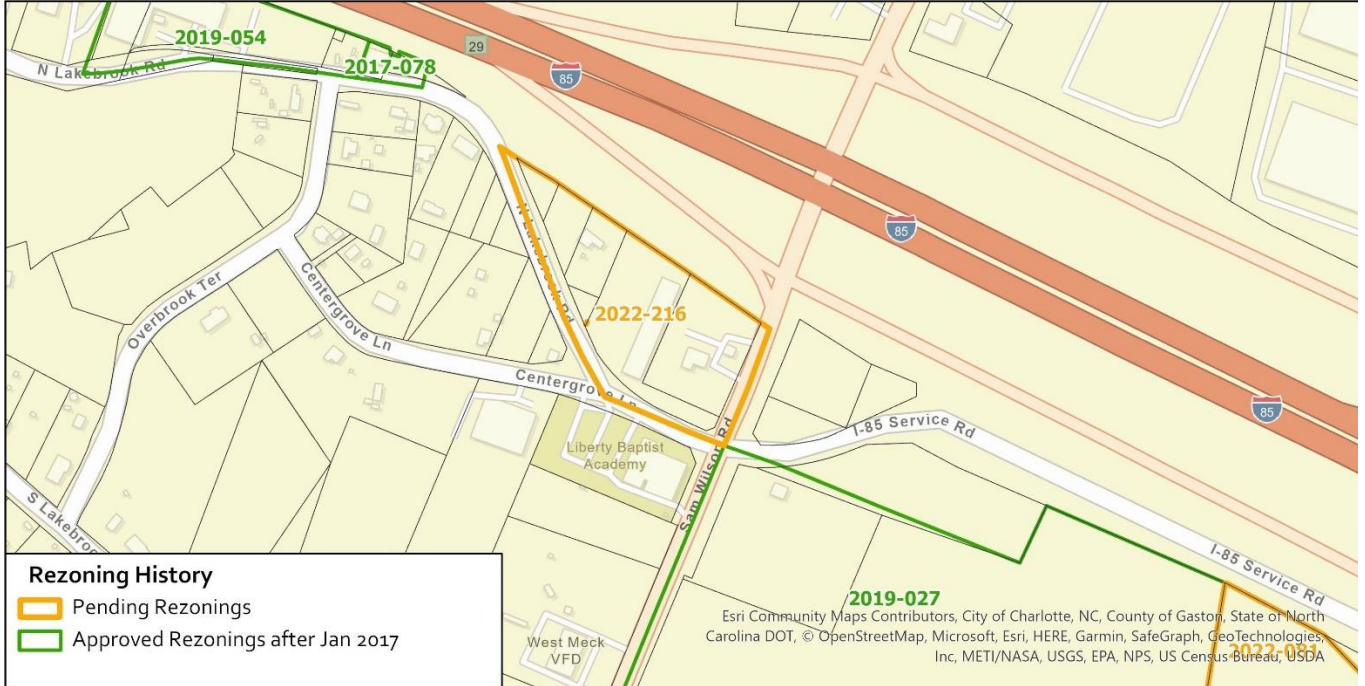 2019-054
29
N Lakebrook Rd
2017-078
85
N Lakebrook Rd
85
Overbrook Ter
Centergrove Ln
2022-216
Centergrove Ln
85
I-85 Service Rd
Liberty Baptist
Academy
Sam Wilson Rd
S Lakebroo
I-85 Service Rd
Rezoning History
Pending Rezonings
Approved Rezonings after Jan 2017
West Meck
VFD
2019-027
Esri Community Maps Contributors, City of Charlotte, NC, County of Gaston, State of North
Carolina DOT, © OpenStreetMap, Microsoft, Esri, HERE, Garmin, SafeGraph, GeoTechnologies,
Inc, METI/NASA, USGS, EPA, NPS, US Census Bureau, USDA
2022-081